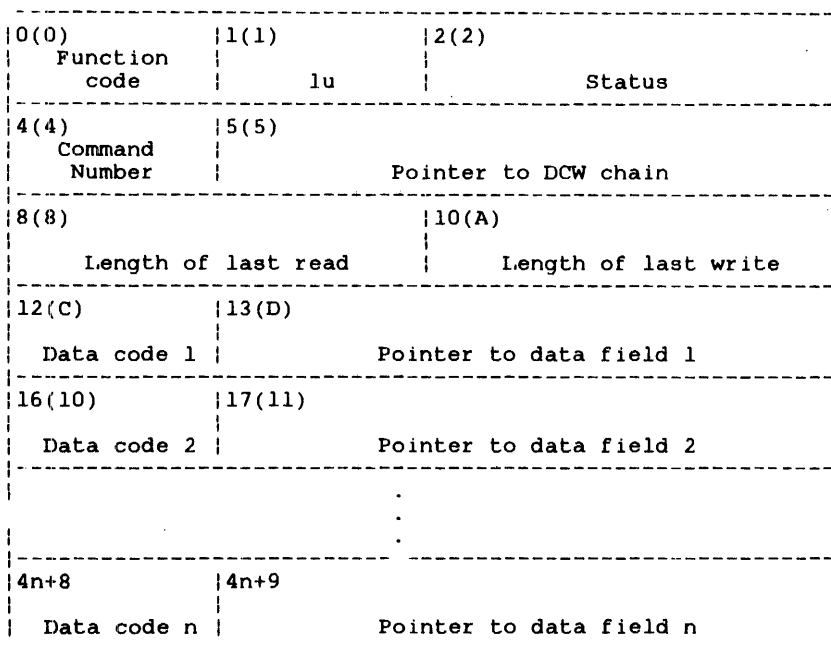 0(0) 1(1) 2(2)
Function
code lu Status
4(4) 5(5)
Command
Number Pointer to DCW chain
8(8) 10(A)
Length of last read Length of last write
12(C) 13(D)
Data code 1 Pointer to data field 1
16(10) 17(11)
Data code 2 Pointer to data field 2
.
.
.
4n+8 4n+9
Data code n Pointer to data field n